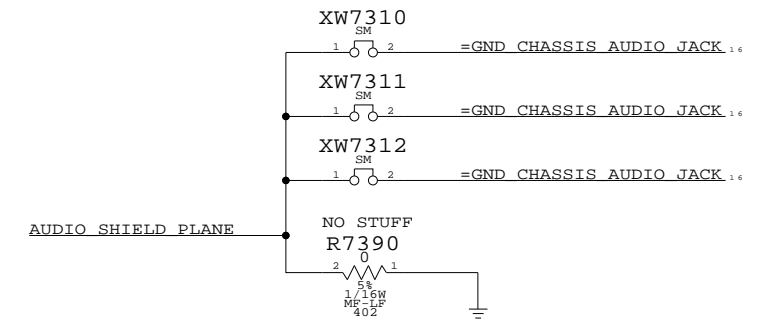 XW7310
SM
1 2 =GND_CHASSIS_AUDIO_JACK 16
XW7311
SM
1 2 =GND_CHASSIS_AUDIO_JACK 16
XW7312
SM
1 2 =GND_CHASSIS_AUDIO_JACK 16
AUDIO_SHIELD_PLANE
NO STUFF
R7390
0
2 1
5%
1/16W
MF-LF
402